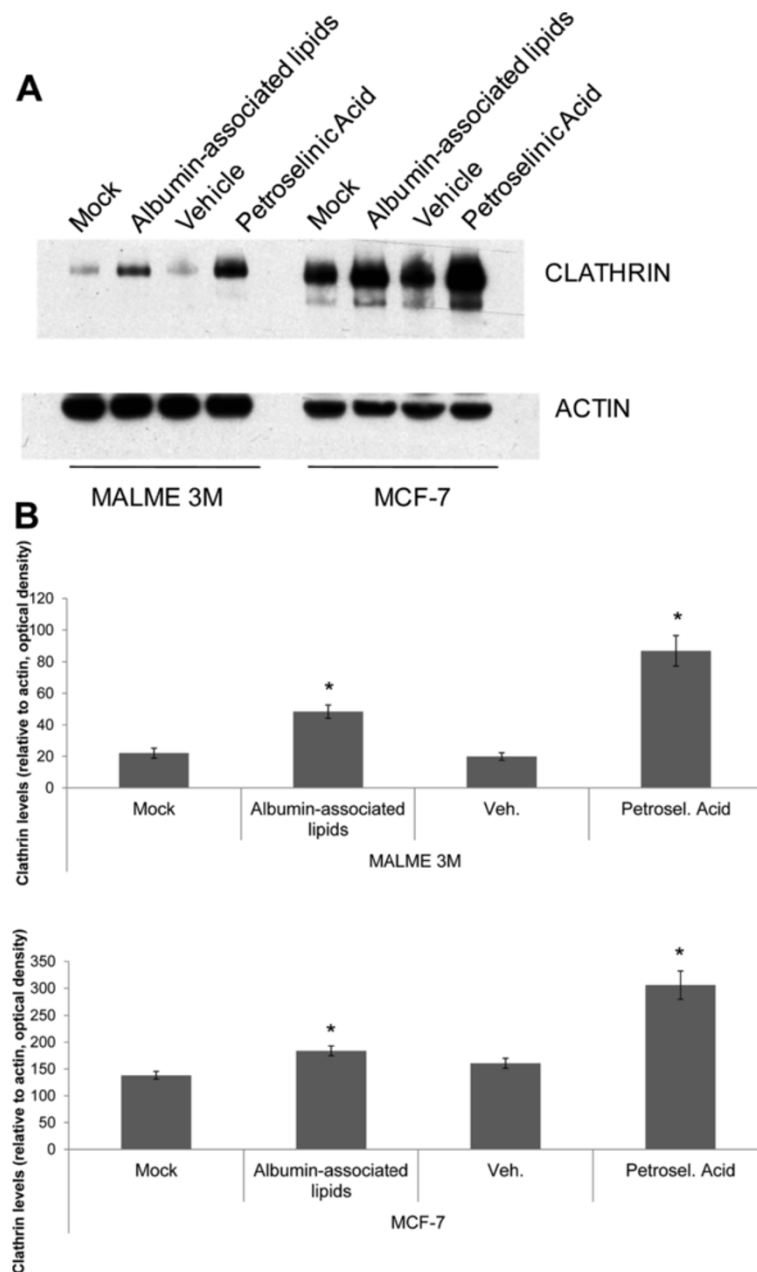 A
Mock
Albumin-associated lipids
Vehicle
Petroselinic Acid
Mock
Albumin-associated lipids
Vehicle
Petroselinic Acid
CLATHRIN
ACTIN
MALME 3M
MCF-7
B
Clathrin levels (relative to actin, optical density)
120
100
80
60
40
20
0
*
*
Mock
Albumin-associated
lipids
Veh.
Petrosel. Acid
MALME 3M
Clathrin levels (relative to actin, optical density)
350
300
250
200
150
100
50
0
*
*
Mock
Albumin-associated
lipids
Veh.
Petrosel. Acid
MCF-7